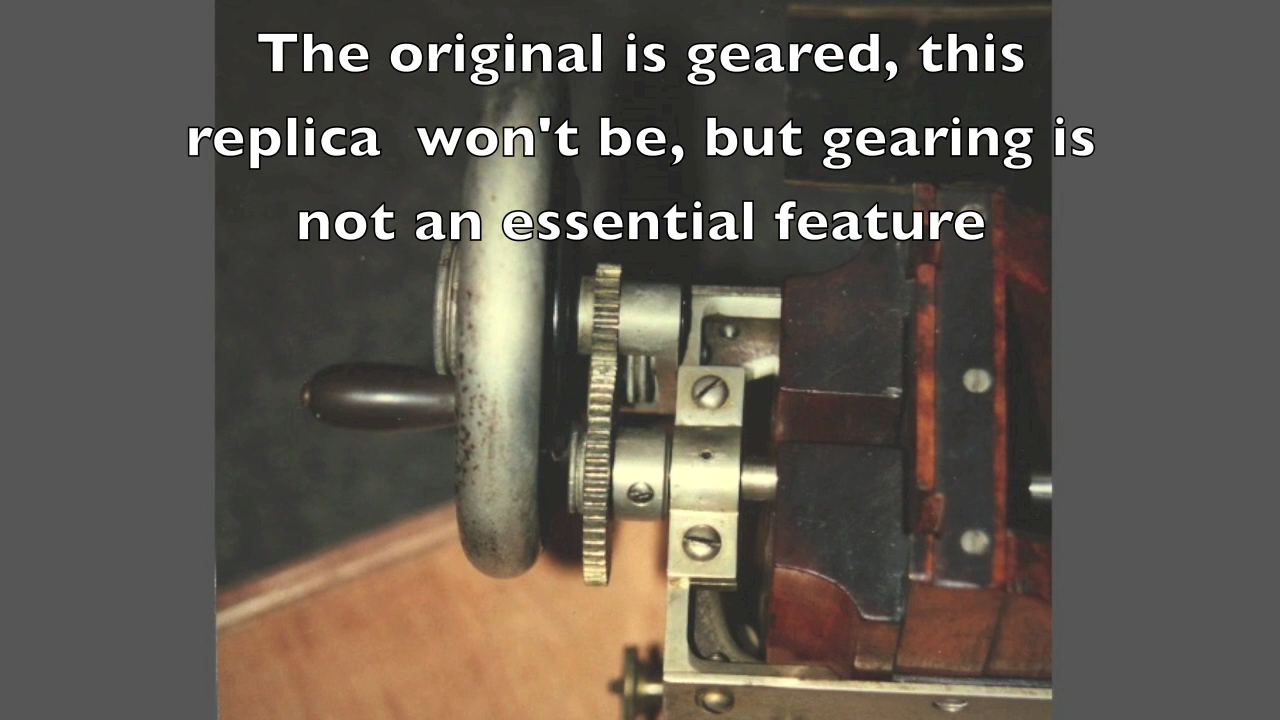 The original is geared, this
replica  won't be, but gearing is
not an essential feature